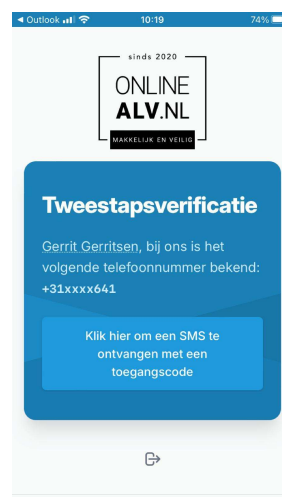 ◀ Outlook 10:19 74%
sinds 2020
ONLINE
ALV.NL
MAKKELIJK EN VEILIG
Tweestapsverificatie
Gerrit Gerritsen, bij ons is het
volgende telefoonnummer bekend:
+31xxxx641
Klik hier om een SMS te
ontvangen met een
toegangscode